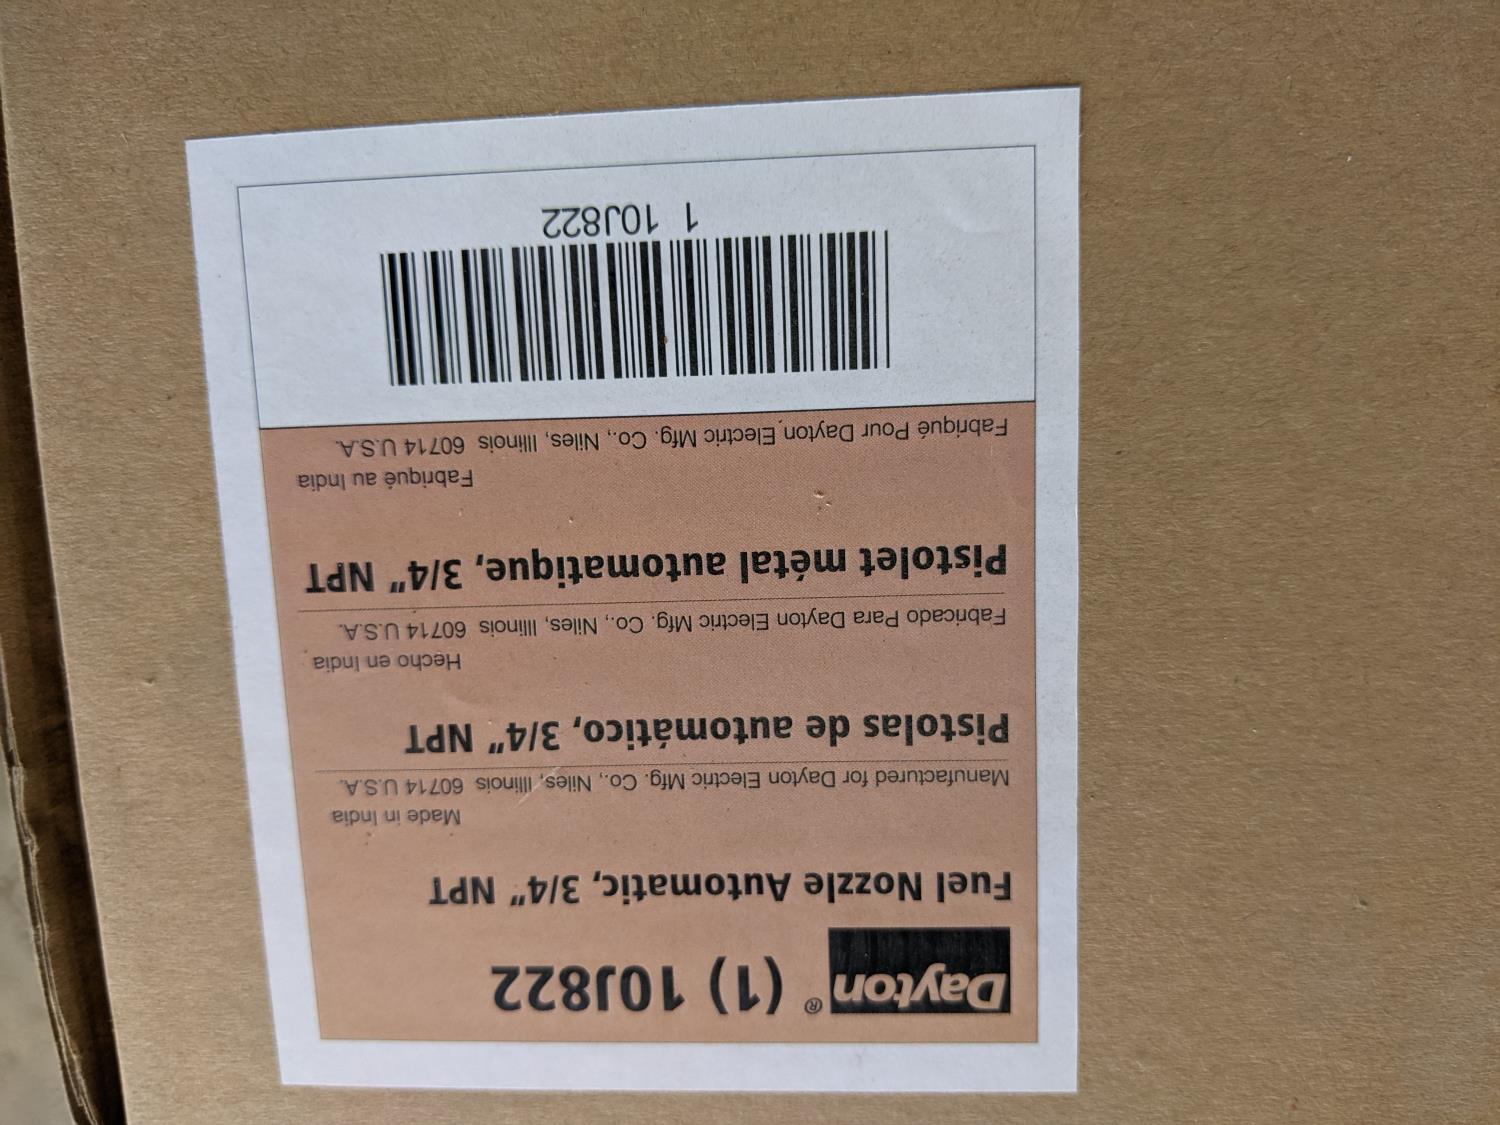 Dayton® (1) 10J822
Fuel Nozzle Automatic, 3/4" NPT
Made in India
Manufactured for Dayton Electric Mfg. Co., Niles, Illinois 60714 U.S.A.
Pistolas de automático, 3/4" NPT
Hecho en India
Fabricado Para Dayton Electric Mfg. Co., Niles, Illinois 60714 U.S.A.
Pistolet métal automatique, 3/4" NPT
Fabriqué au India
Fabriqué Pour Dayton Electric Mfg. Co., Niles, Illinois 60714 U.S.A.
1 10J822